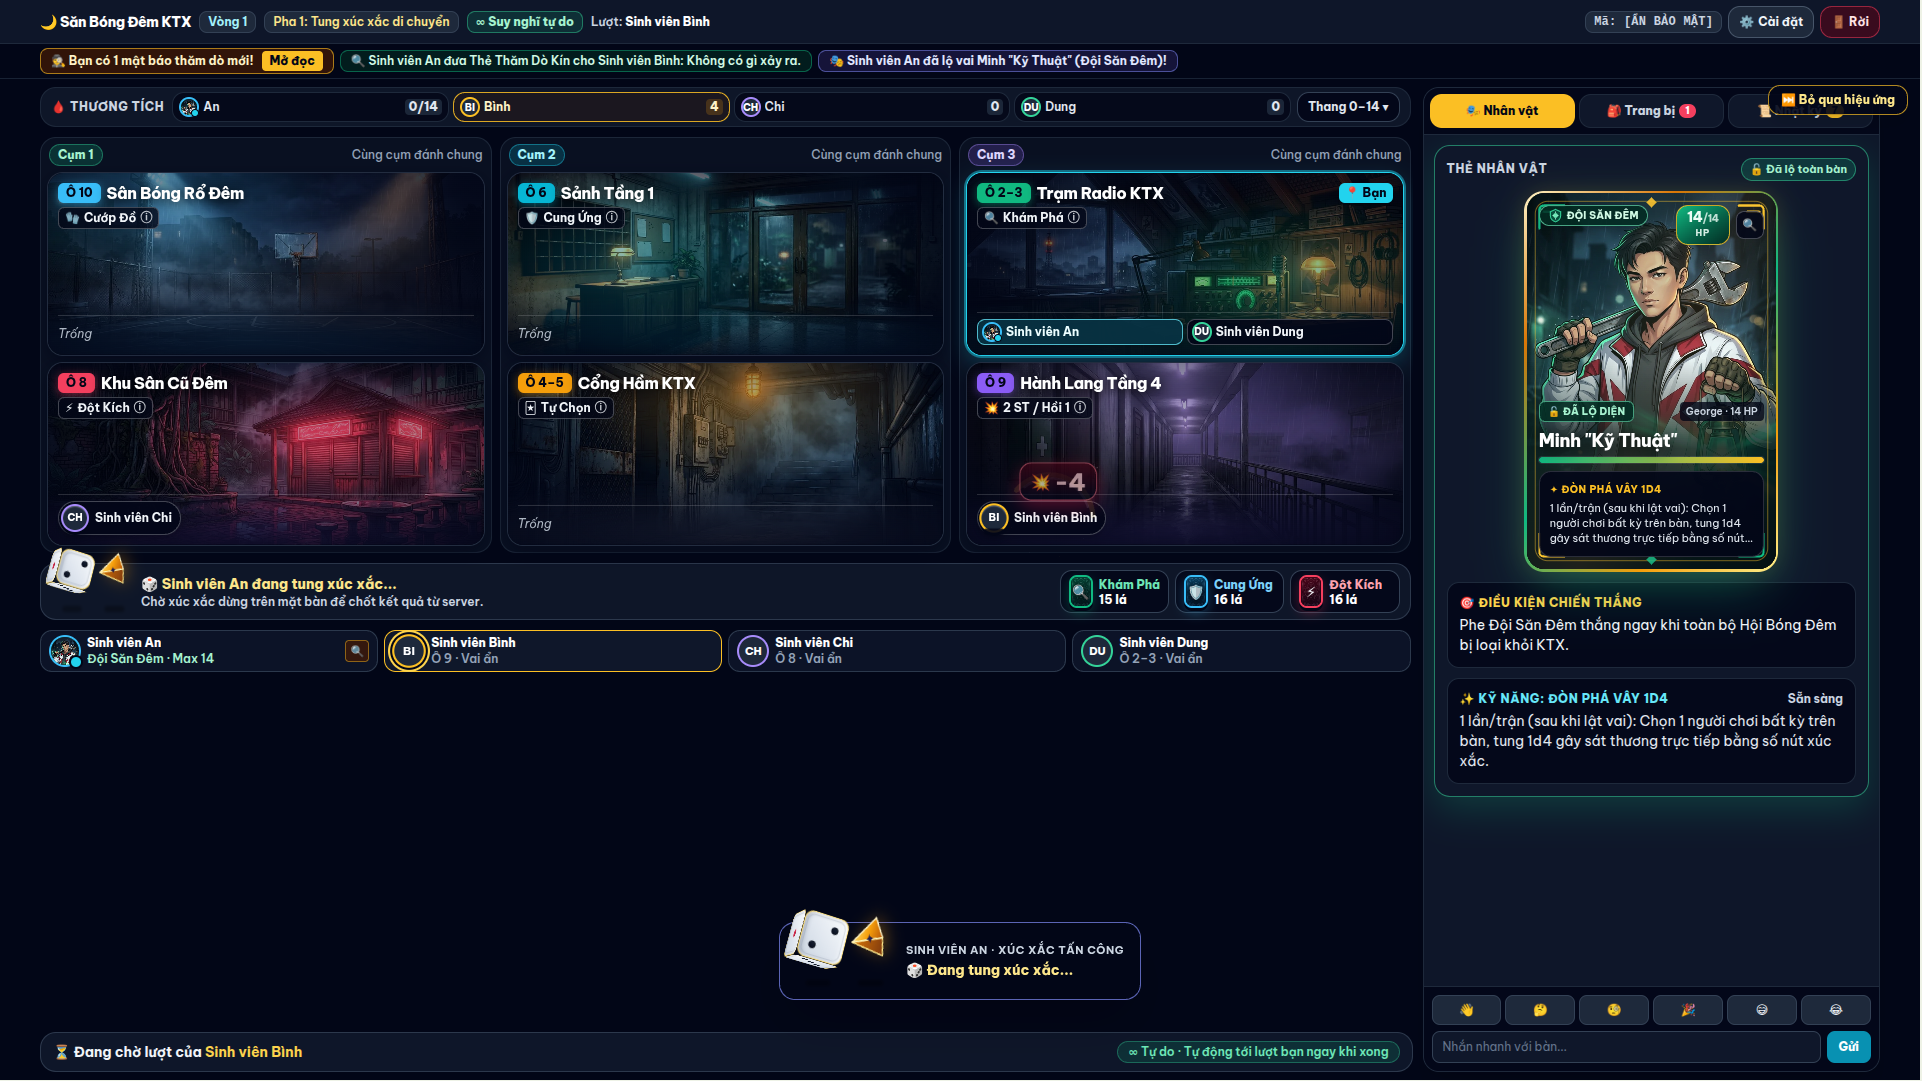 🌙 Săn Bóng Đêm KTX
Vòng 1
Pha 1: Tung xúc xắc di chuyển
∞ Suy nghĩ tự do
Lượt: Sinh viên Bình
Mã: [ẨN BẢO MẬT]
⚙️ Cài đặt
🚪 Rời
🕵️ Bạn có 1 mật báo thăm dò mới! Mở đọc
🔍 Sinh viên An đưa Thẻ Thăm Dò Kín cho Sinh viên Bình: Không có gì xảy ra.
🎭 Sinh viên An đã lộ vai Minh "Kỹ Thuật" (Đội Săn Đêm)!
🩸 THƯƠNG TÍCH
An 0/14
BI Bình 4
CH Chi 0
DU Dung 0
Thang 0–14 ▾
🎭 Nhân vật
🎒 Trang bị 1
⏩ Bỏ qua hiệu ứng
Cụm 1
Cùng cụm đánh chung
Ô 10 Sân Bóng Rổ Đêm
🧤 Cướp Đồ ⓘ
Trống
Ô 8 Khu Sân Cũ Đêm
⚡ Đột Kích ⓘ
CH Sinh viên Chi
Cụm 2
Cùng cụm đánh chung
Ô 6 Sảnh Tầng 1
🛡️ Cung Ứng ⓘ
Trống
Ô 4-5 Cổng Hầm KTX
🃏 Tự Chọn ⓘ
Trống
Cụm 3
Cùng cụm đánh chung
Ô 2-3 Trạm Radio KTX
📍 Bạn
🔍 Khám Phá ⓘ
Sinh viên An
DU Sinh viên Dung
Ô 9 Hành Lang Tầng 4
💥 2 ST / Hồi 1 ⓘ
💥 -4
BI Sinh viên Bình
🎲 Sinh viên An đang tung xúc xắc...
Chờ xúc xắc dừng trên mặt bàn để chốt kết quả từ server.
🔍 Khám Phá
15 lá
🛡️ Cung Ứng
16 lá
⚡ Đột Kích
16 lá
Sinh viên An
Đội Săn Đêm · Max 14
BI Sinh viên Bình
Ô 9 · Vai ẩn
CH Sinh viên Chi
Ô 8 · Vai ẩn
DU Sinh viên Dung
Ô 2-3 · Vai ẩn
SINH VIÊN AN · XÚC XẮC TẤN CÔNG
🎲 Đang tung xúc xắc...
⏳ Đang chờ lượt của Sinh viên Bình
∞ Tự do · Tự động tới lượt bạn ngay khi xong
THẺ NHÂN VẬT
🔓 Đã lộ toàn bàn
ĐỘI SĂN ĐÊM
14/14
HP
🔓 ĐÃ LỘ DIỆN
George · 14 HP
Minh "Kỹ Thuật"
✦ ĐÒN PHÁ VÂY 1D4
1 lần/trận (sau khi lật vai): Chọn 1
người chơi bất kỳ trên bàn, tung 1d4
gây sát thương trực tiếp bằng số nút...
🎯 ĐIỀU KIỆN CHIẾN THẮNG
Phe Đội Săn Đêm thắng ngay khi toàn bộ Hội Bóng Đêm
bị loại khỏi KTX.
✨ KỸ NĂNG: ĐÒN PHÁ VÂY 1D4
Sẵn sàng
1 lần/trận (sau khi lật vai): Chọn 1 người chơi bất kỳ trên
bàn, tung 1d4 gây sát thương trực tiếp bằng số nút xúc
xắc.
Nhắn nhanh với bàn...
Gửi